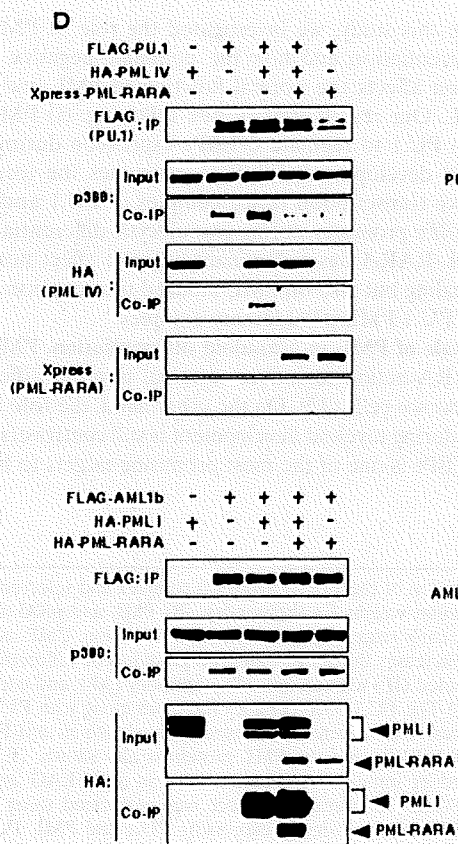 D
FLAG-PU.1 - + + + +
HA-PML IV + - + + -
Xpress-PML-RARA - - - + +
FLAG (PU.1) : IP
p300: Input
Co-IP
HA (PML IV) : Input
Co-IP
Xpress (PML-RARA) : Input
Co-IP
FLAG-AML1b - + + + +
HA-PML I + - + + -
HA-PML-RARA - - - + +
FLAG: IP
AML
p300: Input
Co-IP
HA: Input
PML I
PML-RARA
Co-IP
PML I
PML-RARA